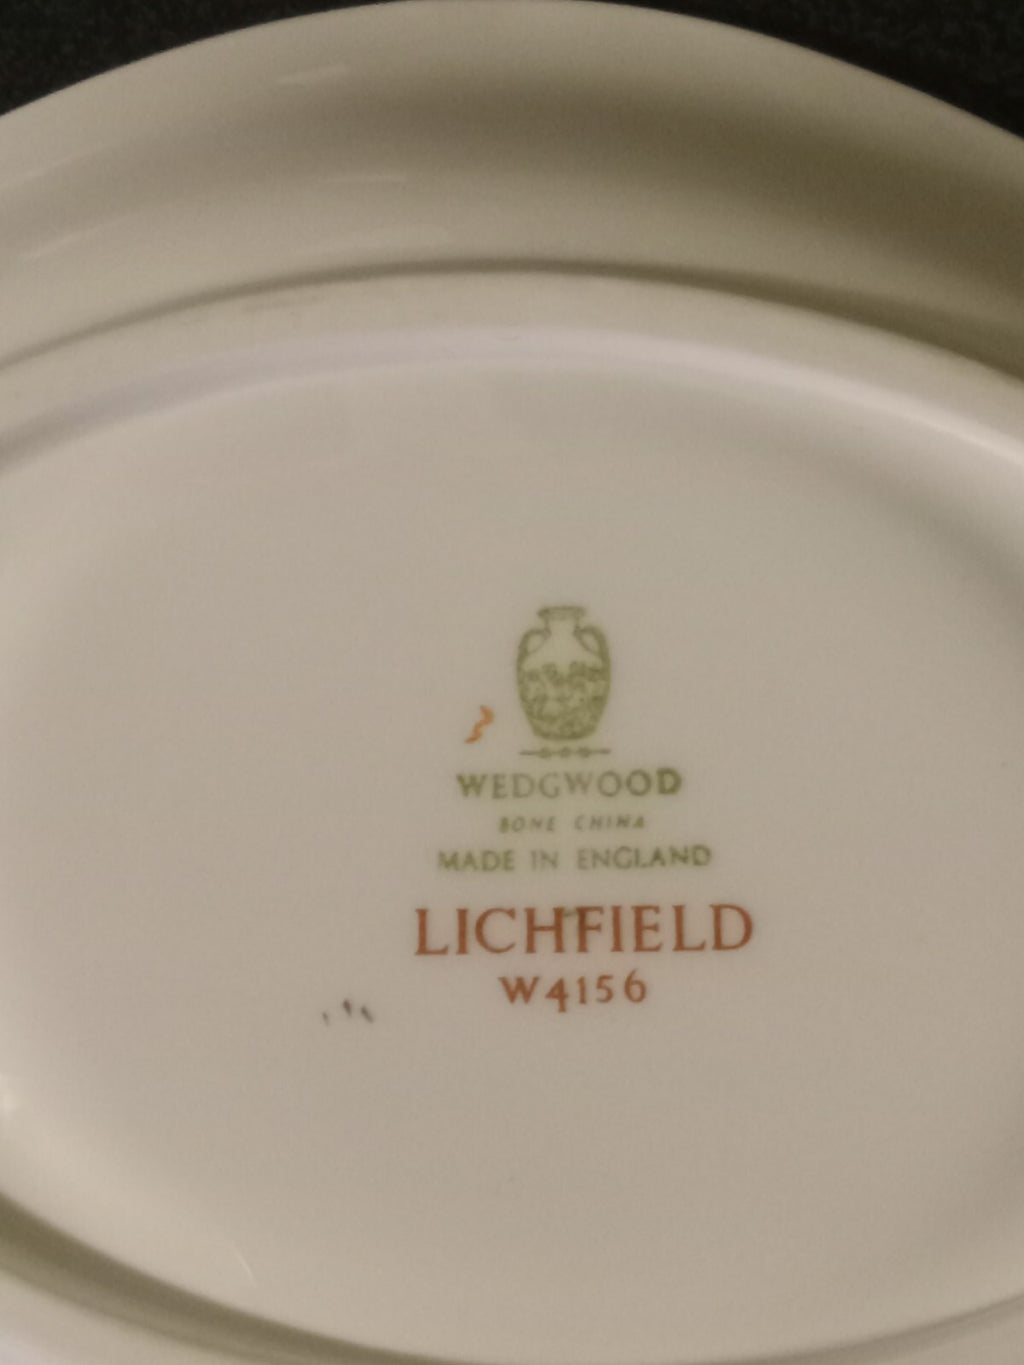 WEDGWOOD
BONE CHINA
MADE IN ENGLAND
LICHFIELD
W4156